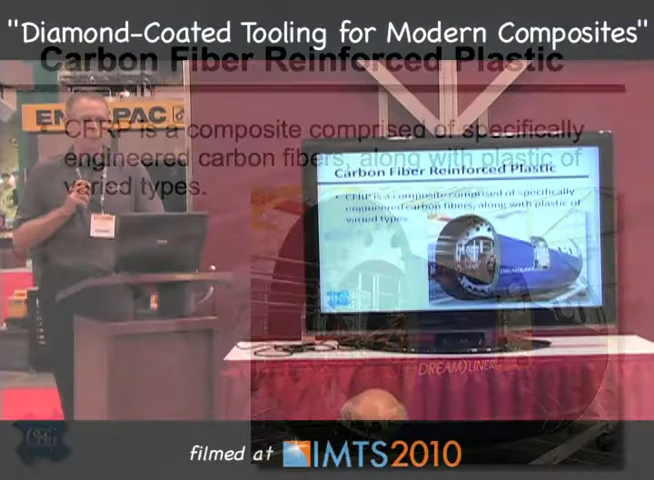 "Diamond-Coated Tooling for Modern Composites"
Carbon Fiber Reinforced Plastic
ENERPAC
• CFRP is a composite comprised of specifically
engineered carbon fibers, along with plastic of
varied types.
Carbon Fiber Reinforced Plastic
• CFRP is a composite comprised of specifically
engineered carbon fibers, along with plastic of
varied types.
DREAMLINER
DREAMLINER
OSG
filmed at IMTS2010